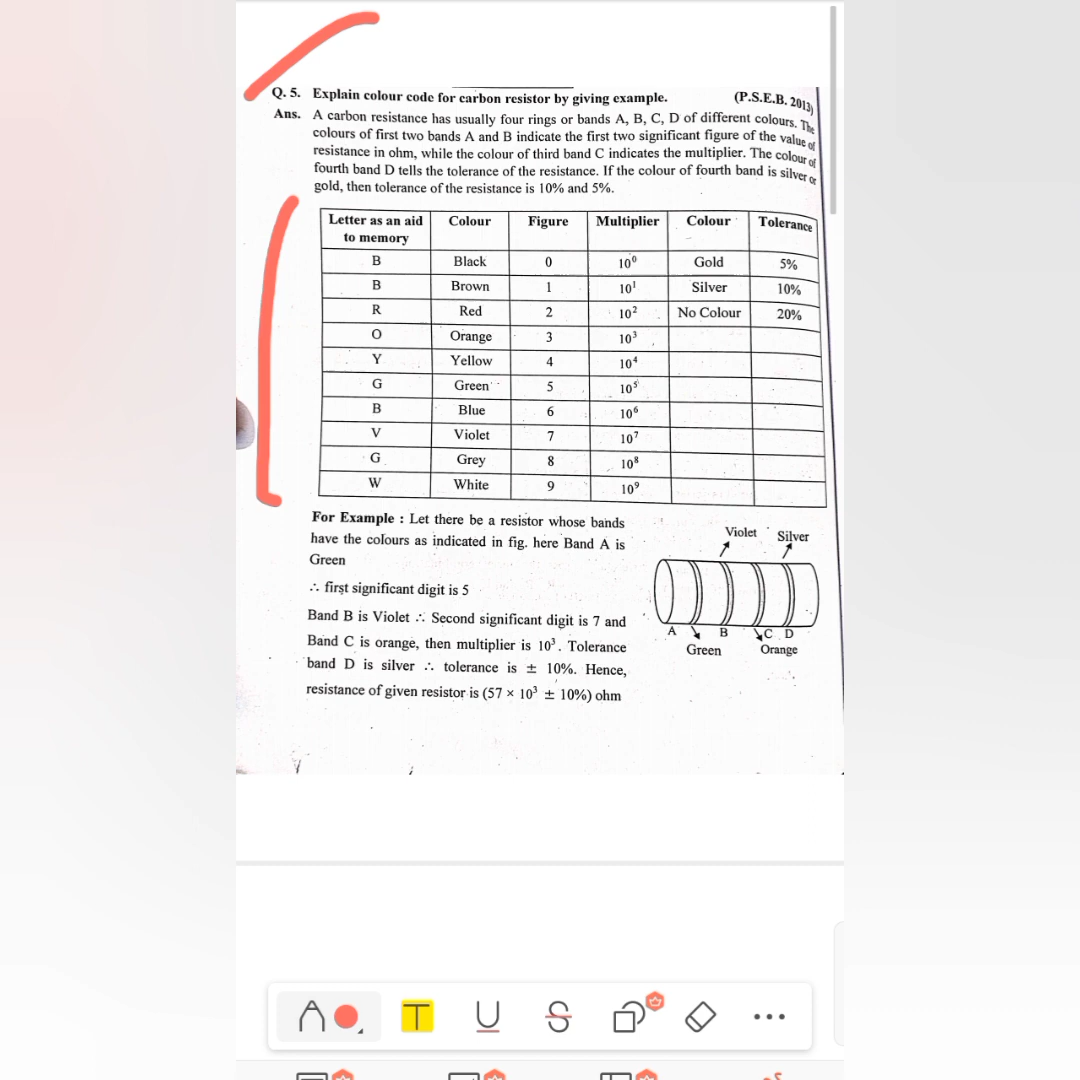 Q. 5. Explain colour code for carbon resistor by giving example. (P.S.E.B. 2013)
Ans. A carbon resistance has usually four rings or bands A, B, C, D of different colours. The
colours of first two bands A and B indicate the first two significant figure of the value of
resistance in ohm, while the colour of third band C indicates the multiplier. The colour of
fourth band D tells the tolerance of the resistance. If the colour of fourth band is silver or
gold, then tolerance of the resistance is 10% and 5%.
Letter as an aid to memory Colour Figure Multiplier Colour Tolerance
B Black 0 10⁰ Gold 5%
B Brown 1 10¹ Silver 10%
R Red 2 10² No Colour 20%
O Orange 3 10³
Y Yellow 4 10⁴
G Green 5 10⁵
B Blue 6 10⁶
V Violet 7 10⁷
G Grey 8 10⁸
W White 9 10⁹
For Example : Let there be a resistor whose bands
have the colours as indicated in fig. here Band A is
Green
∴ first significant digit is 5
Band B is Violet ∴ Second significant digit is 7 and
Band C is orange, then multiplier is 10³. Tolerance
band D is silver ∴ tolerance is ± 10%. Hence,
resistance of given resistor is (57 × 10³ ± 10%) ohm
Violet Silver
A B C D
Green Orange
T U S